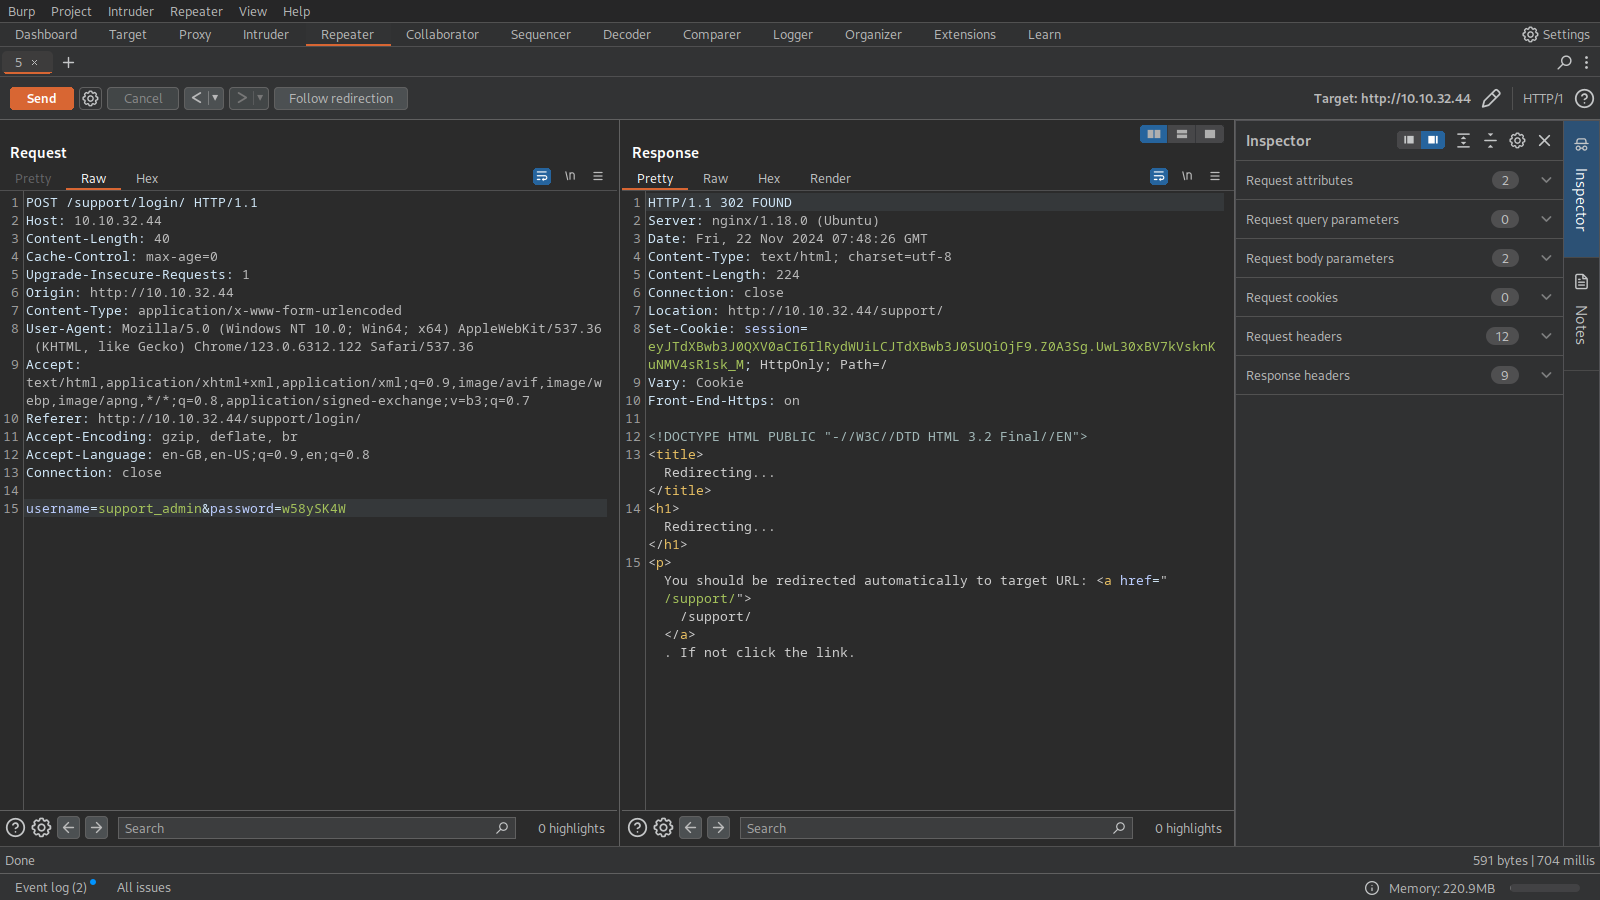 Burp Project Intruder Repeater View Help
Dashboard Target Proxy Intruder Repeater Collaborator Sequencer Decoder Comparer Logger Organizer Extensions Learn Settings
5 × +
Send Cancel < > Follow redirection Target: http://10.10.32.44 HTTP/1 ?
Request
Pretty Raw Hex \n
1 POST /support/login/ HTTP/1.1
2 Host: 10.10.32.44
3 Content-Length: 40
4 Cache-Control: max-age=0
5 Upgrade-Insecure-Requests: 1
6 Origin: http://10.10.32.44
7 Content-Type: application/x-www-form-urlencoded
8 User-Agent: Mozilla/5.0 (Windows NT 10.0; Win64; x64) AppleWebKit/537.36
(KHTML, like Gecko) Chrome/123.0.6312.122 Safari/537.36
9 Accept:
text/html,application/xhtml+xml,application/xml;q=0.9,image/avif,image/w
ebp,image/apng,*/*;q=0.8,application/signed-exchange;v=b3;q=0.7
10 Referer: http://10.10.32.44/support/login/
11 Accept-Encoding: gzip, deflate, br
12 Accept-Language: en-GB,en-US;q=0.9,en;q=0.8
13 Connection: close
14
15 username=support_admin&password=w58ySK4W
? Search 0 highlights
Response
Pretty Raw Hex Render \n
1 HTTP/1.1 302 FOUND
2 Server: nginx/1.18.0 (Ubuntu)
3 Date: Fri, 22 Nov 2024 07:48:26 GMT
4 Content-Type: text/html; charset=utf-8
5 Content-Length: 224
6 Connection: close
7 Location: http://10.10.32.44/support/
8 Set-Cookie: session=
eyJTdXBwb3J0QXV0aCI6IlRydWUiLCJTdXBwb3J0SUQiOjF9.Z0A3Sg.UwL30xBV7kVsknK
uNMV4sR1sk_M; HttpOnly; Path=/
9 Vary: Cookie
10 Front-End-Https: on
11
12 <!DOCTYPE HTML PUBLIC "-//W3C//DTD HTML 3.2 Final//EN">
13 <title>
Redirecting...
</title>
14 <h1>
Redirecting...
</h1>
15 <p>
You should be redirected automatically to target URL: <a href="
/support/">
/support/
</a>
. If not click the link.
? Search 0 highlights
Inspector
Request attributes 2
Request query parameters 0
Request body parameters 2
Request cookies 0
Request headers 12
Response headers 9
Inspector
Notes
Done 591 bytes | 704 millis
Event log (2) All issues Memory: 220.9MB